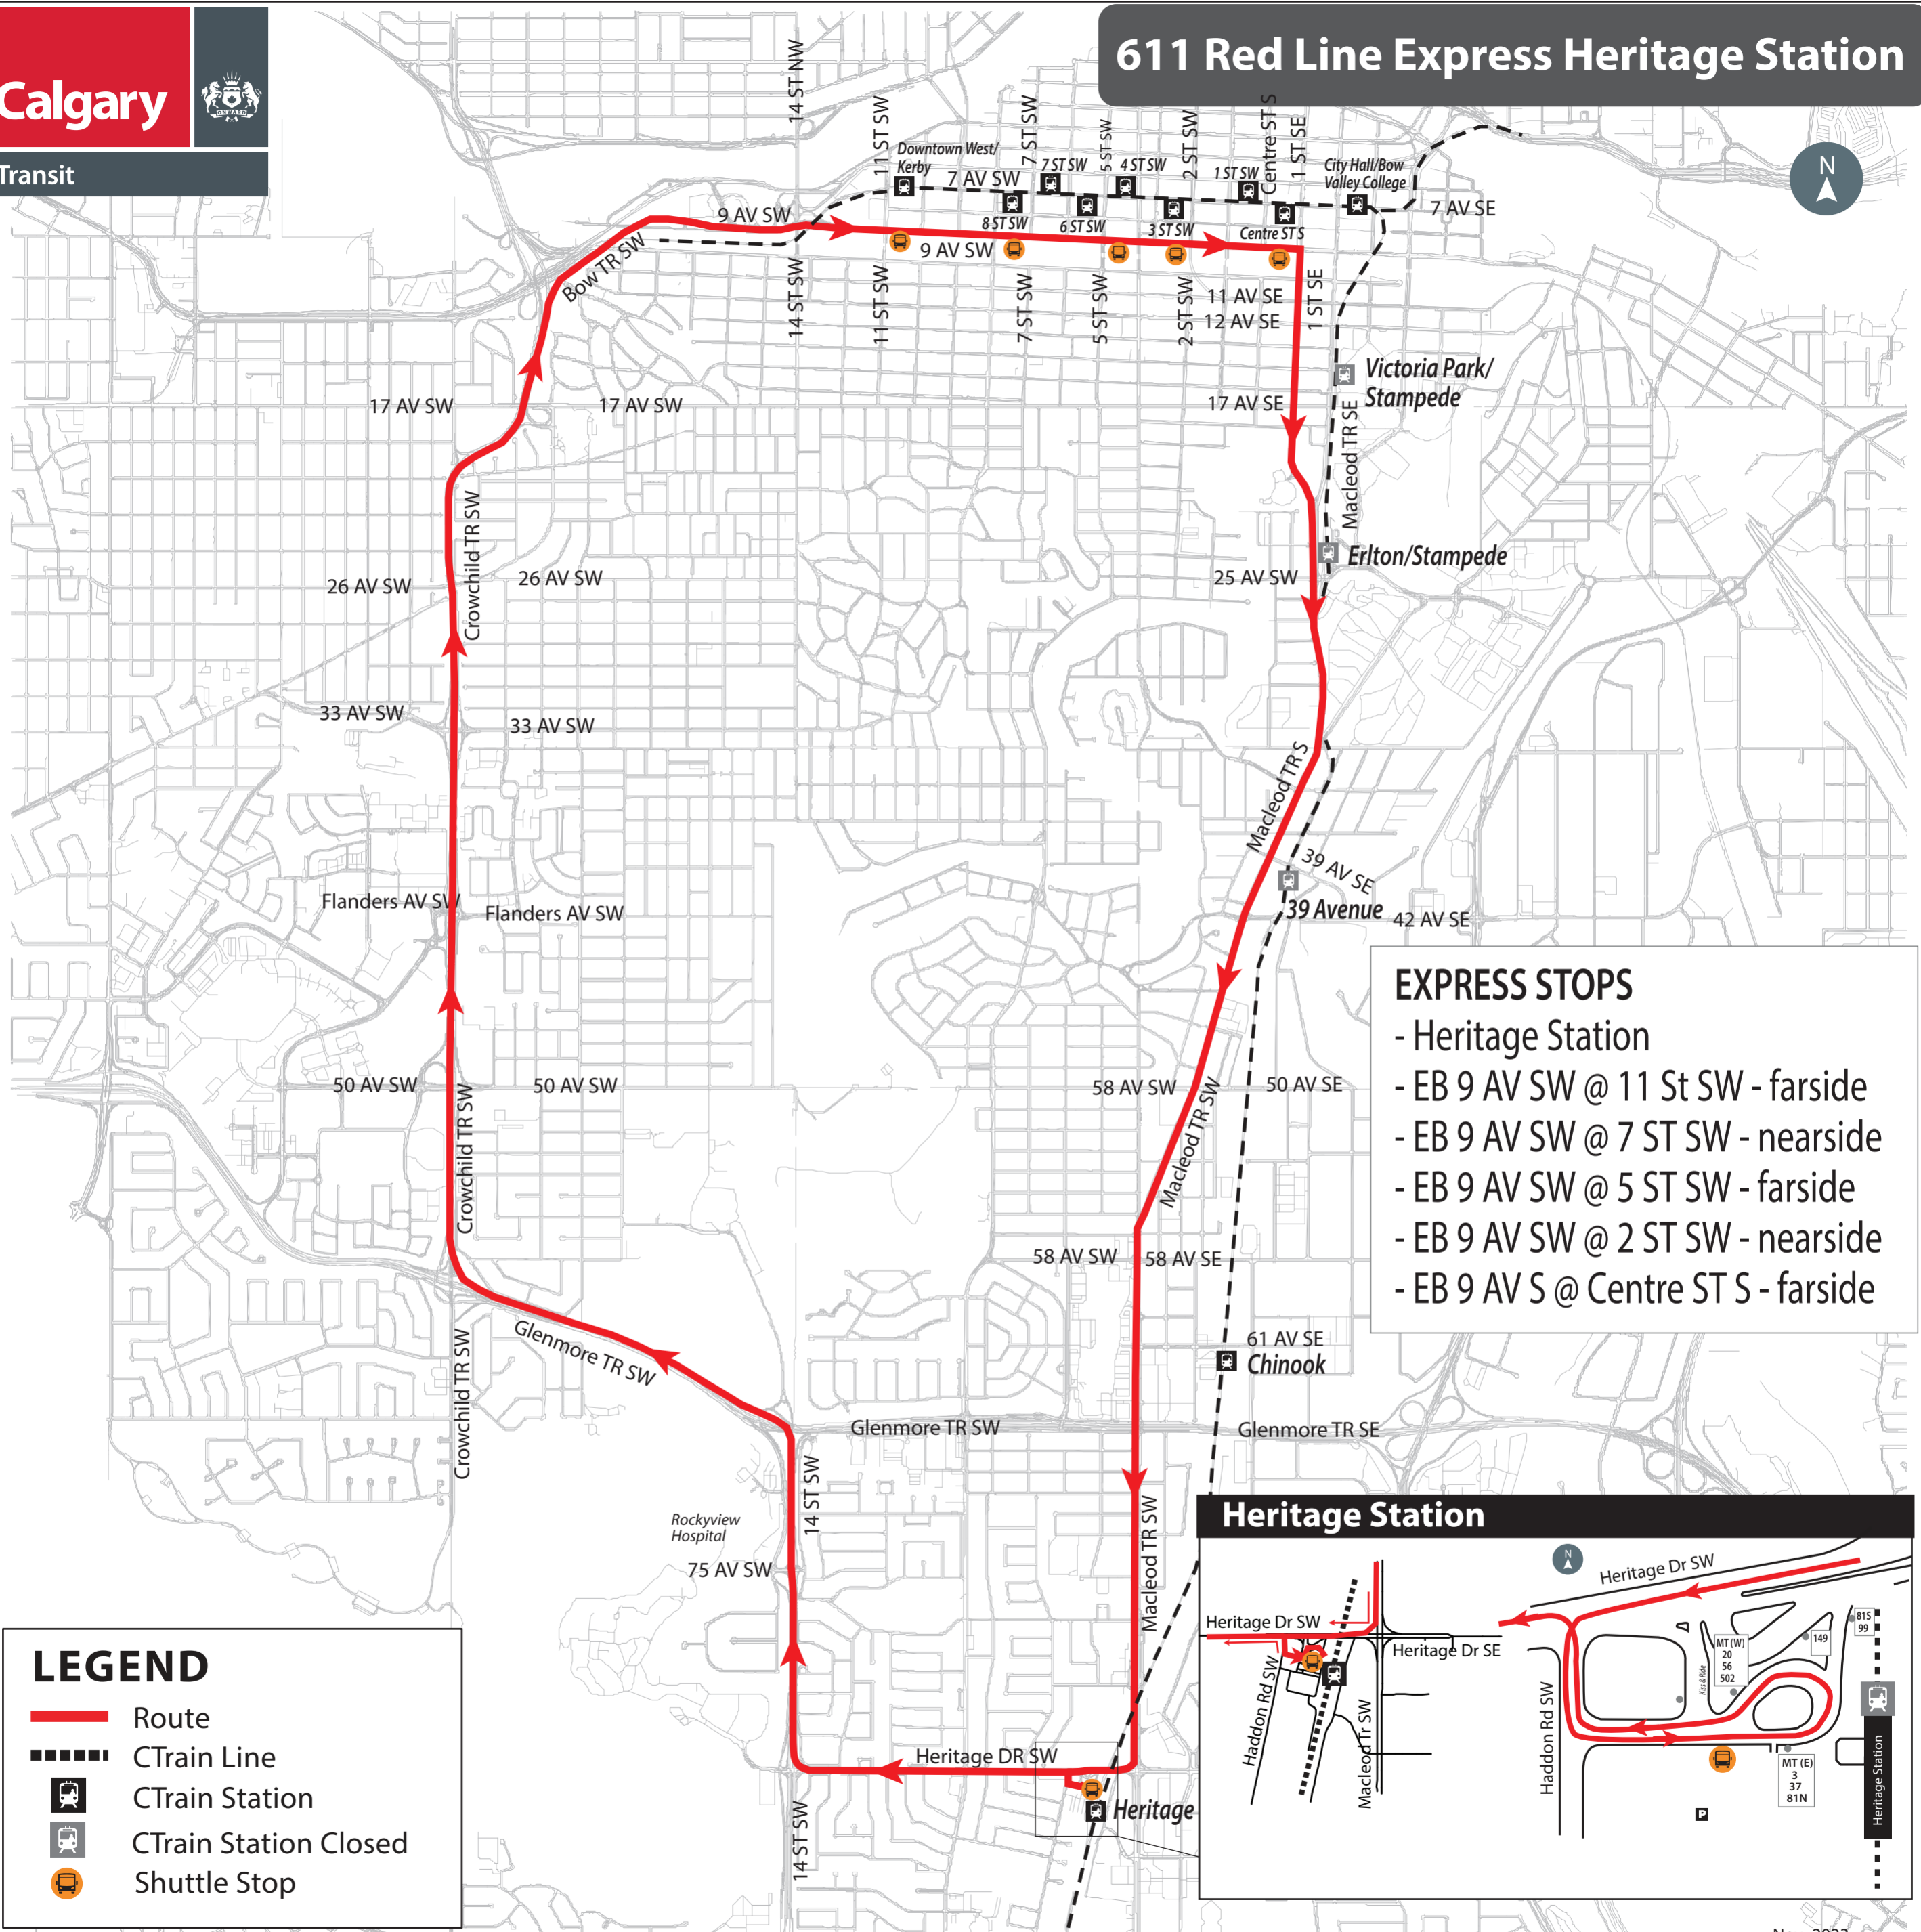 Calgary
ONWARD
Transit
611 Red Line Express Heritage Station
N
14 ST NW
11 ST SW
7 ST SW
5 ST SW
2 ST SW
Centre ST S
1 ST SE
Downtown West/
Kerby
7 AV SW
7 ST SW
4 ST SW
1 ST SW
City Hall/Bow
Valley College
7 AV SE
8 ST SW
6 ST SW
3 ST SW
Centre ST S
9 AV SW
9 AV SW
Bow TR SW
14 ST SW
11 ST SW
7 ST SW
5 ST SW
2 ST SW
11 AV SE
12 AV SE
1 ST SE
Victoria Park/
Stampede
17 AV SW
17 AV SW
17 AV SE
Macleod TR SE
Crowchild TR SW
Erlton/Stampede
26 AV SW
26 AV SW
25 AV SW
33 AV SW
33 AV SW
Macleod TR S
39 AV SE
39 Avenue
42 AV SE
Flanders AV SW
Flanders AV SW
EXPRESS STOPS
- Heritage Station
- EB 9 AV SW @ 11 St SW - farside
- EB 9 AV SW @ 7 ST SW - nearside
- EB 9 AV SW @ 5 ST SW - farside
- EB 9 AV SW @ 2 ST SW - nearside
- EB 9 AV S @ Centre ST S - farside
50 AV SW
50 AV SW
58 AV SW
50 AV SE
Crowchild TR SW
Macleod TR SW
58 AV SW
58 AV SE
61 AV SE
Chinook
Glenmore TR SW
Crowchild TR SW
Glenmore TR SW
Glenmore TR SE
14 ST SW
Rockyview
Hospital
75 AV SW
Macleod TR SW
Heritage DR SW
Heritage
14 ST SW
LEGEND
Route
CTrain Line
CTrain Station
CTrain Station Closed
Shuttle Stop
Heritage Station
N
Heritage Dr SW
Heritage Dr SW
Heritage Dr SE
Haddon Rd SW
Macleod Tr SW
Haddon Rd SW
Kiss & Ride
MT (W)
20
56
502
149
81S
99
MT (E)
3
37
81N
P
Heritage Station